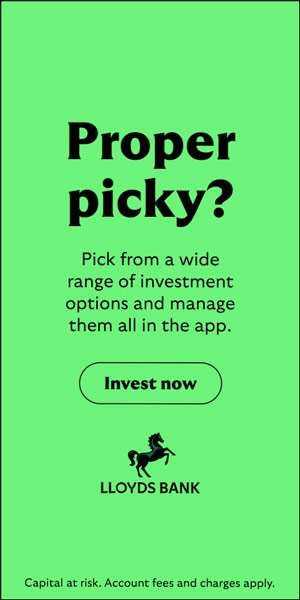 Proper
picky?
Pick from a wide
range of investment
options and manage
them all in the app.
Invest now
LLOYDS BANK
Capital at risk. Account fees and charges apply.